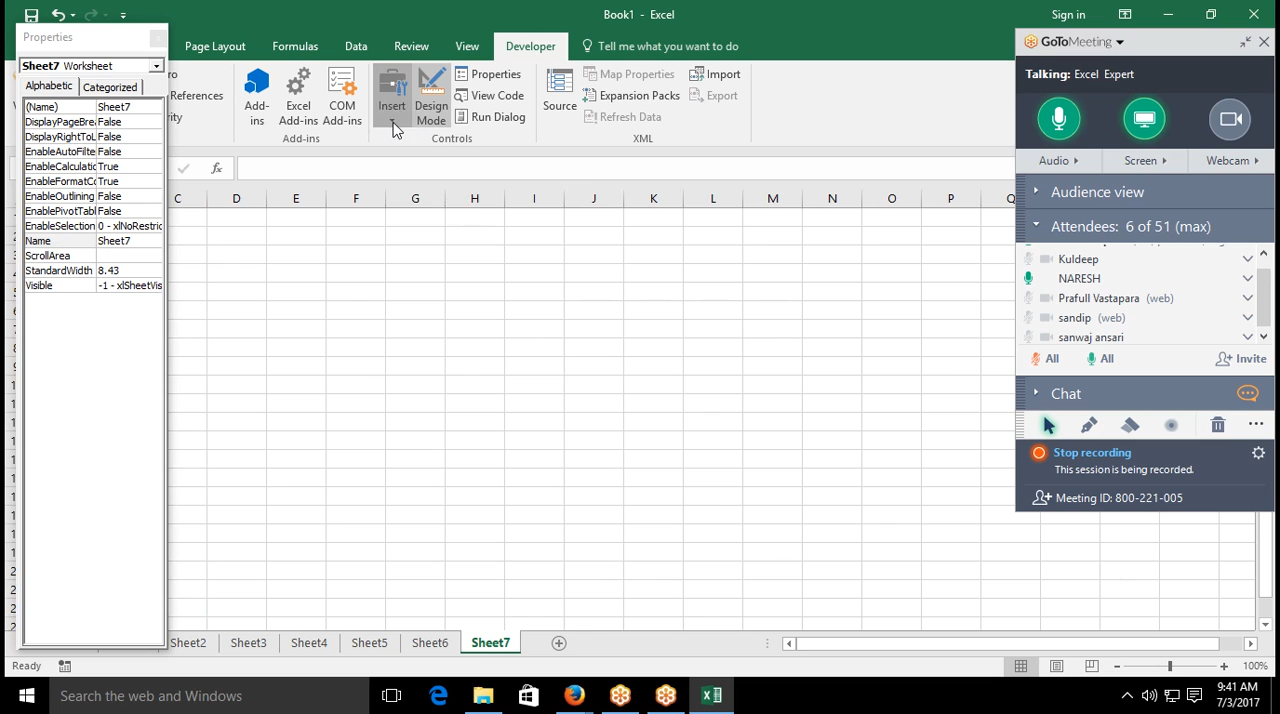 Book1 - Excel
Sign in
Properties
Page Layout
Formulas
Data
Review
View
Developer
Tell me what you want to do
Sheet7 Worksheet
Alphabetic
Categorized
(Name) Sheet7
DisplayPageBrea False
DisplayRightToL False
EnableAutoFilte False
EnableCalculatic True
EnableFormatCo True
EnableOutlining False
EnablePivotTabl False
EnableSelection 0 - xlNoRestric
Name Sheet7
ScrollArea
StandardWidth 8.43
Visible -1 - xlSheetVis
References
Add-
ins
Excel
Add-ins
COM
Add-ins
Add-ins
Insert
Design
Mode
Properties
View Code
Run Dialog
Controls
Source
Map Properties
Expansion Packs
Refresh Data
Import
Export
XML
fx
C D E F G H I J K L M N O P Q
Sheet2 Sheet3 Sheet4 Sheet5 Sheet6 Sheet7
Ready
100%
GoToMeeting
Talking: Excel Expert
Audio
Screen
Webcam
Audience view
Attendees: 6 of 51 (max)
Kuldeep
NARESH
Prafull Vastapara (web)
sandip (web)
sanwaj ansari
All
All
Invite
Chat
Stop recording
This session is being recorded.
Meeting ID: 800-221-005
Search the web and Windows
9:41 AM
7/3/2017